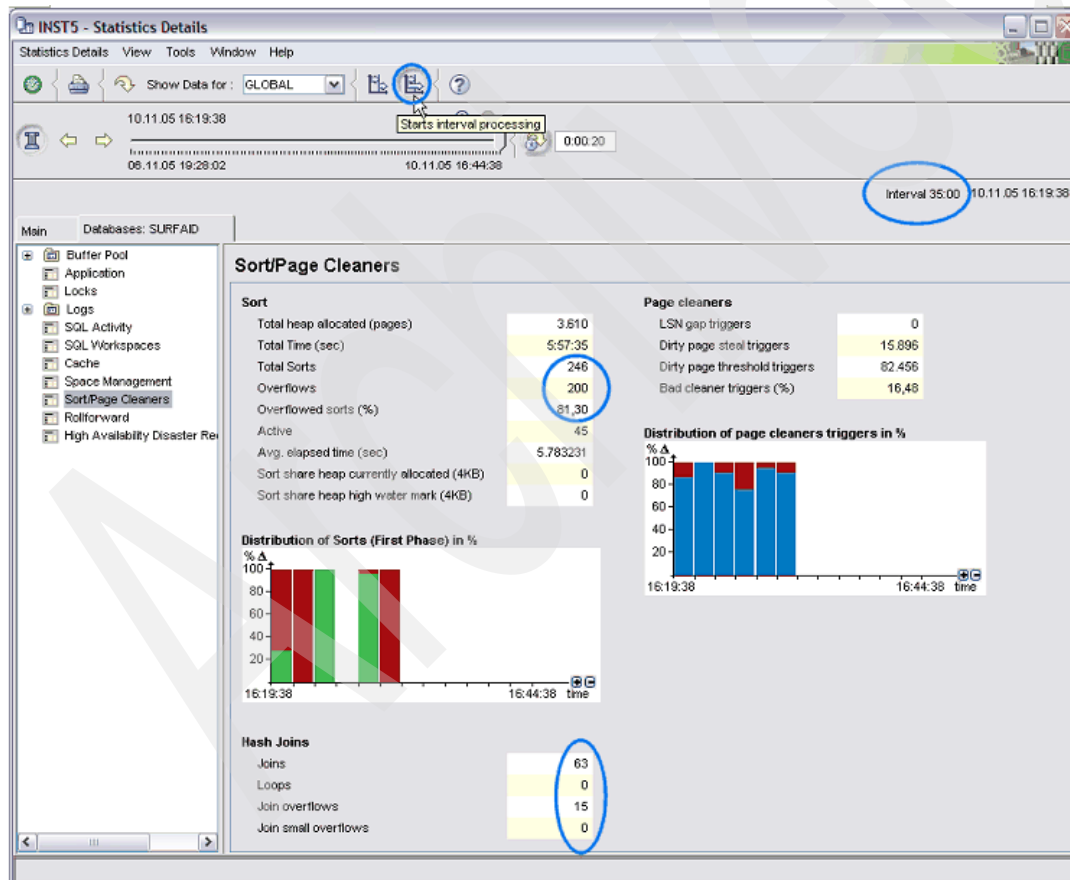 INST5 - Statistics Details
Statistics Details View Tools Window Help
Show Data for : GLOBAL
10.11.05 16:19:38
Starts interval processing
0:00:20
06.11.05 19:28:02 10.11.05 16:44:38
Interval 35:00 10.11.05 16:19:38
Main Databases: SURFAID
Buffer Pool
Application
Locks
Logs
SQL Activity
SQL Workspaces
Cache
Space Management
Sort/Page Cleaners
Rollforward
High Availability Disaster Re
Sort/Page Cleaners
Sort
Total heap allocated (pages) 3.610
Total Time (sec) 5:57:35
Total Sorts 246
Overflows 200
Overflowed sorts (%) 81,30
Active 45
Avg. elapsed time (sec) 5.783231
Sort share heap currently allocated (4KB) 0
Sort share heap high water mark (4KB) 0
Distribution of Sorts (First Phase) in %
% Δ
100
80
60
40
20
16:19:38 16:44:38 time
Hash Joins
Joins 63
Loops 0
Join overflows 15
Join small overflows 0
Page cleaners
LSN gap triggers 0
Dirty page steal triggers 15.896
Dirty page threshold triggers 82.456
Bad cleaner triggers (%) 16,48
Distribution of page cleaners triggers in %
% Δ
100
80
60
40
20
16:19:38 16:44:38 time